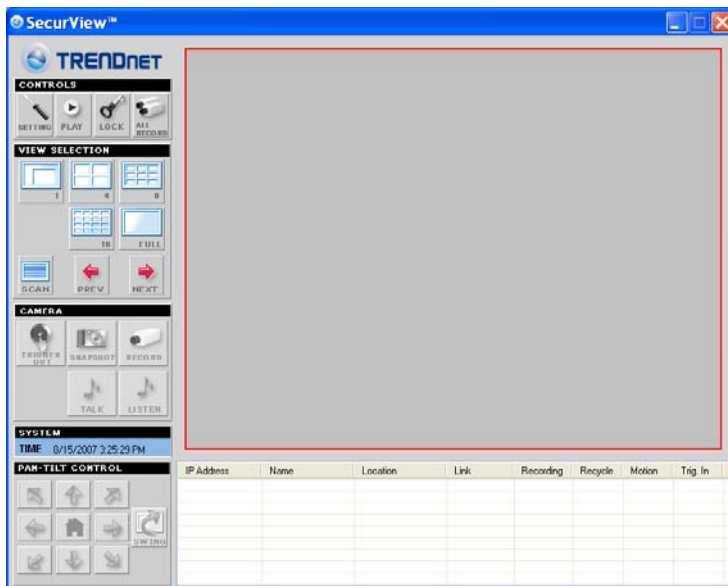 SecurView™
TRENDNET
CONTROLS
SETTING PLAY LOCK ALL RECORD
VIEW SELECTION
1 4 9
16 FULL
SCAN PREV NEXT
CAMERA
TRIGGER OUT SNAPSHOT RECORD
TALK LISTEN
SYSTEM
TIME 8/15/2007 3:25:29 PM
PAN-TILT CONTROL
SWING
IP Address Name Location Link Recording Recycle Motion Trig. In